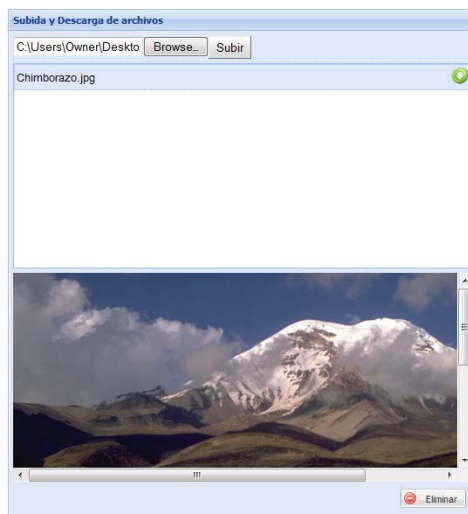 Subida y Descarga de archivos
C:\Users\Owner\Deskto Browse... Subir
Chimborazo.jpg
Eliminar